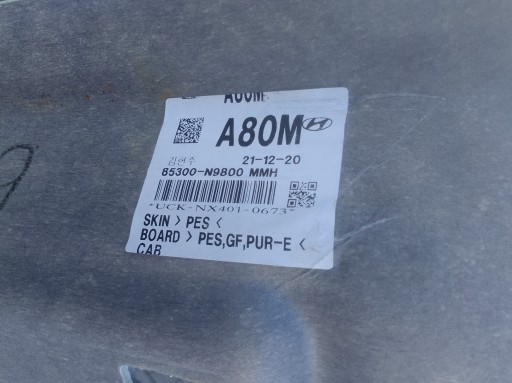 A80M
A80M
김현수 21-12-20
85300-N9800 MMH
*UCK-NX401-0673*
SKIN > PES <
BOARD > PES,GF,PUR-E <
CAB